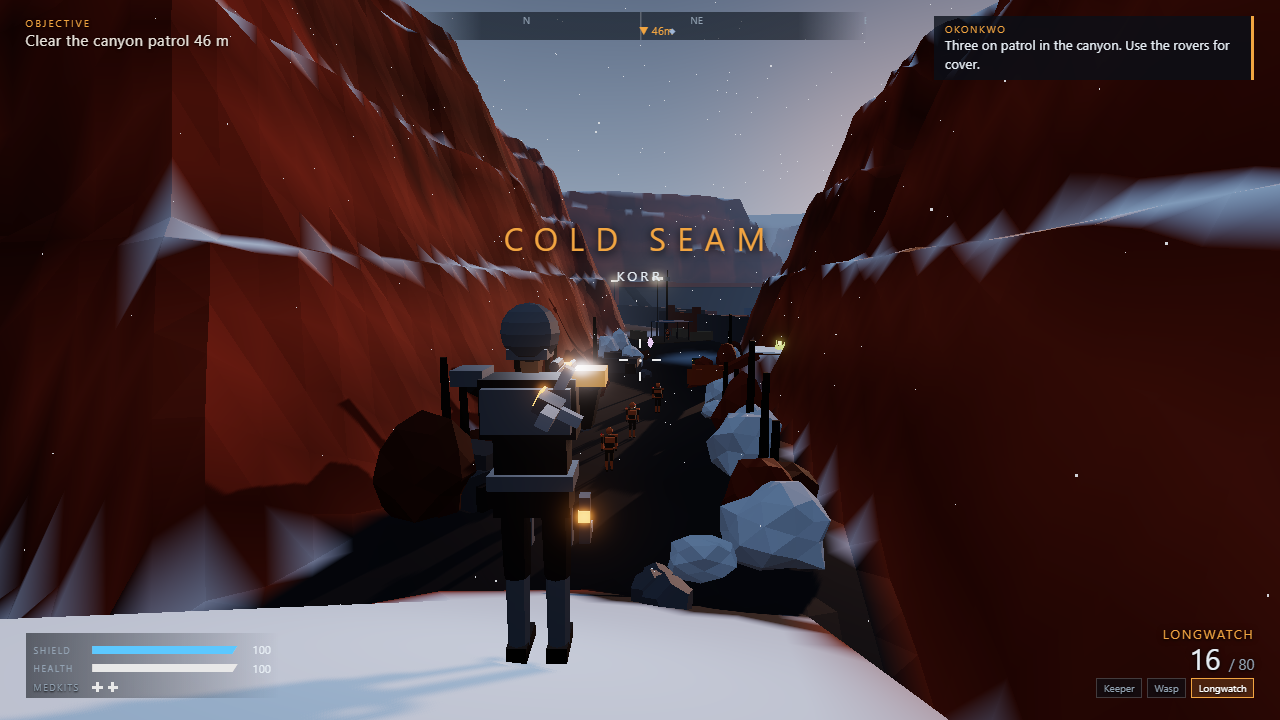 OBJECTIVE
Clear the canyon patrol 46 m
N
NE
46m
OKONKWO
Three on patrol in the canyon. Use the rovers for
cover.
COLD SEAM
KORR
SHIELD
100
HEALTH
100
MEDKITS
LONGWATCH
16 / 80
Keeper
Wasp
Longwatch